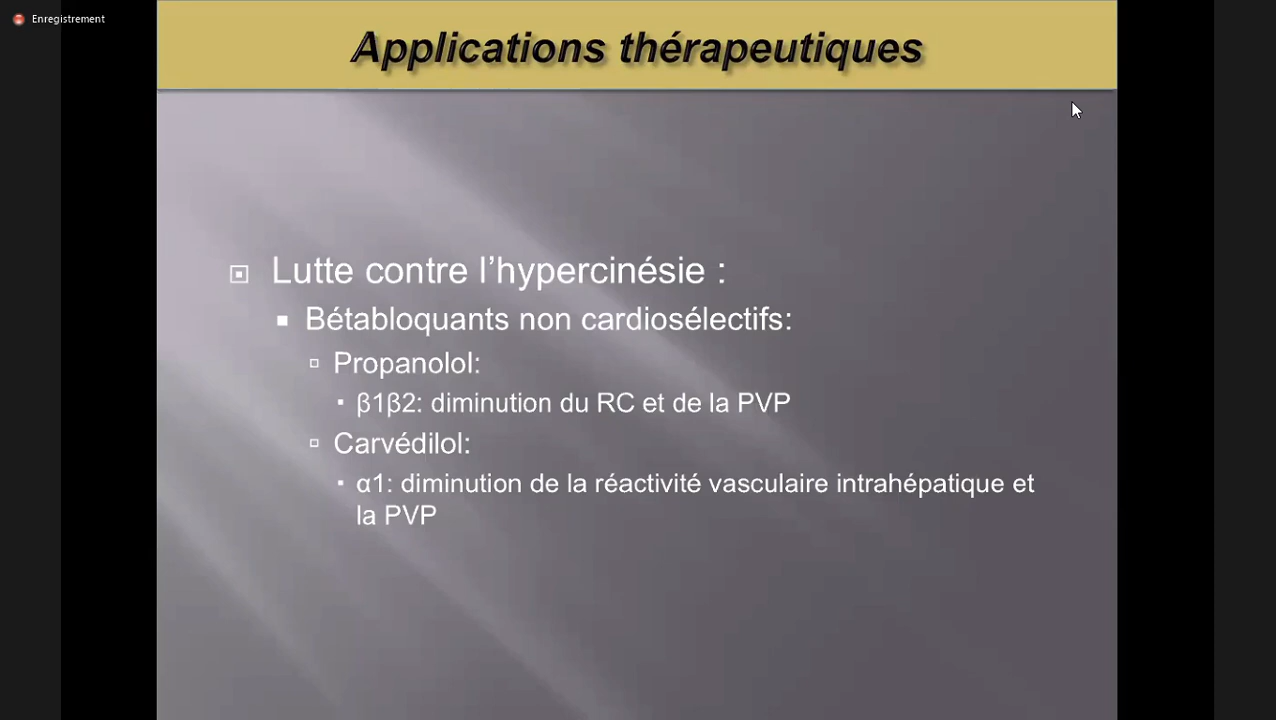 Enregistrement
Applications thérapeutiques
Lutte contre l’hypercinésie :
Bétabloquants non cardiosélectifs:
Propanolol:
β1β2: diminution du RC et de la PVP
Carvédilol:
α1: diminution de la réactivité vasculaire intrahépatique et
la PVP